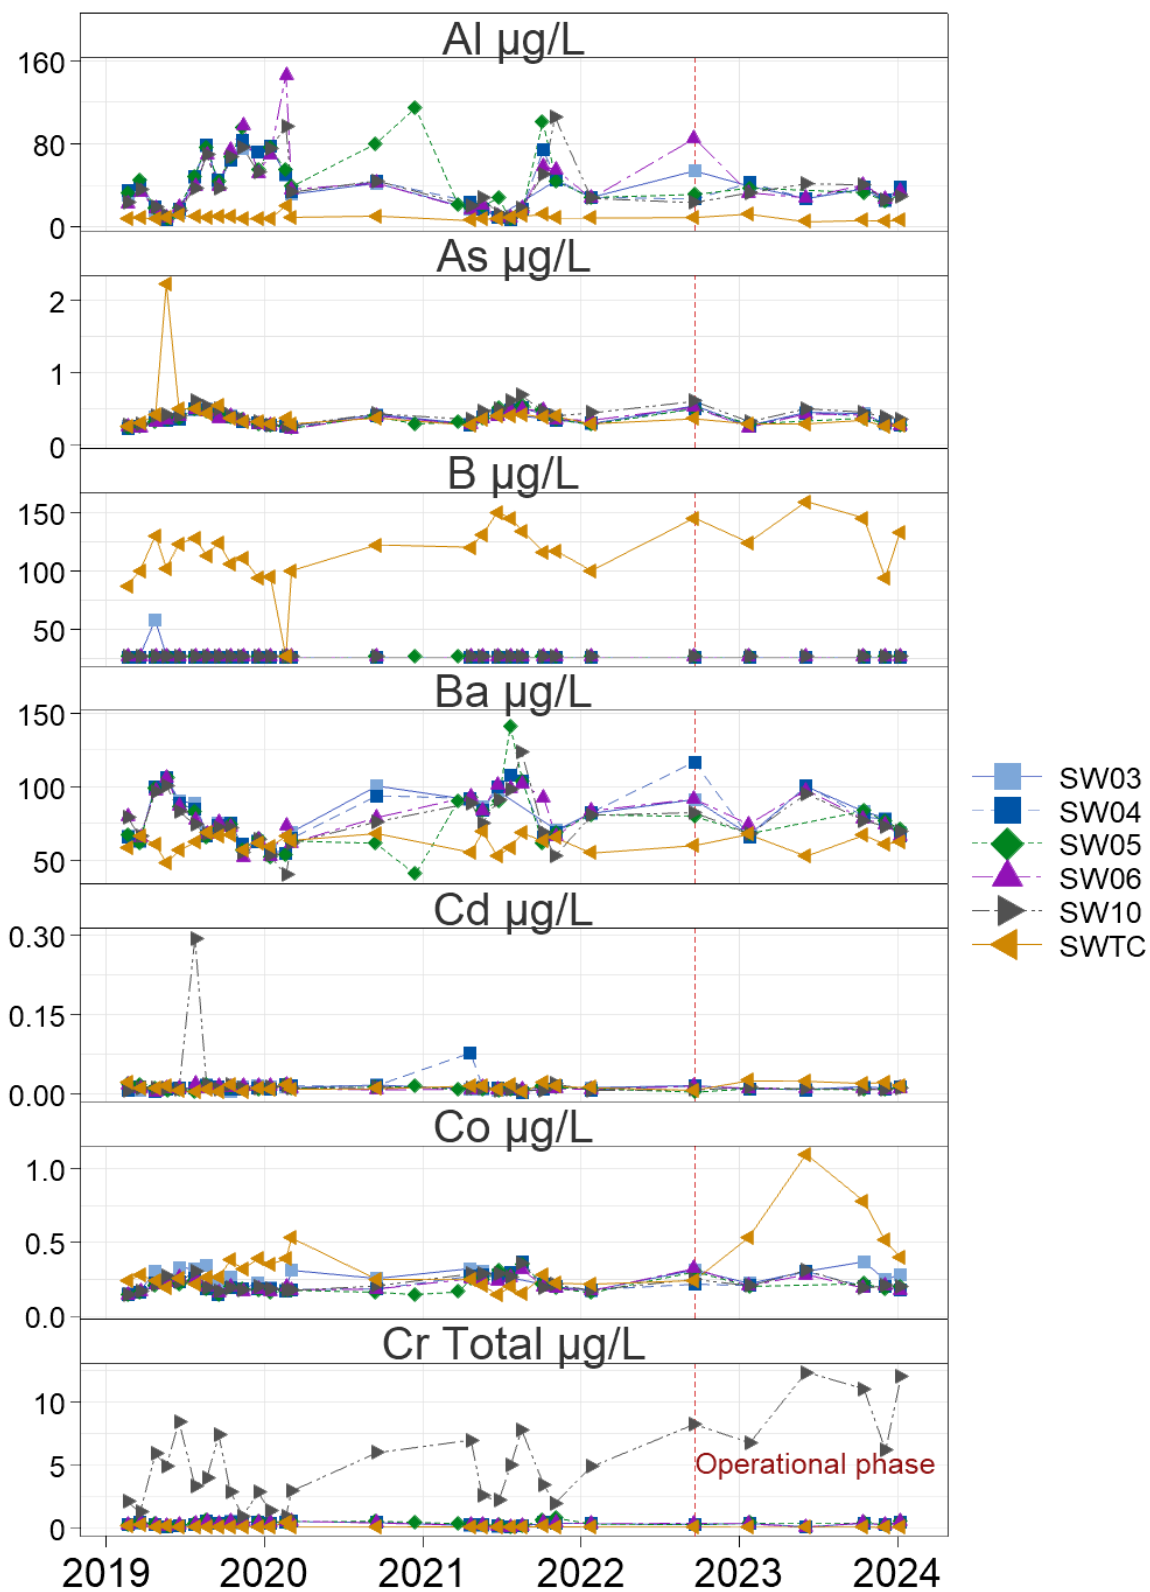 Al µg/L
160
80
0
As µg/L
2
1
0
B µg/L
150
100
50
Ba µg/L
150
100
50
SW03
SW04
SW05
SW06
SW10
SWTC
Cd µg/L
0.30
0.15
0.00
Co µg/L
1.0
0.5
0.0
Cr Total µg/L
10
5
0
Operational phase
2019 2020 2021 2022 2023 2024